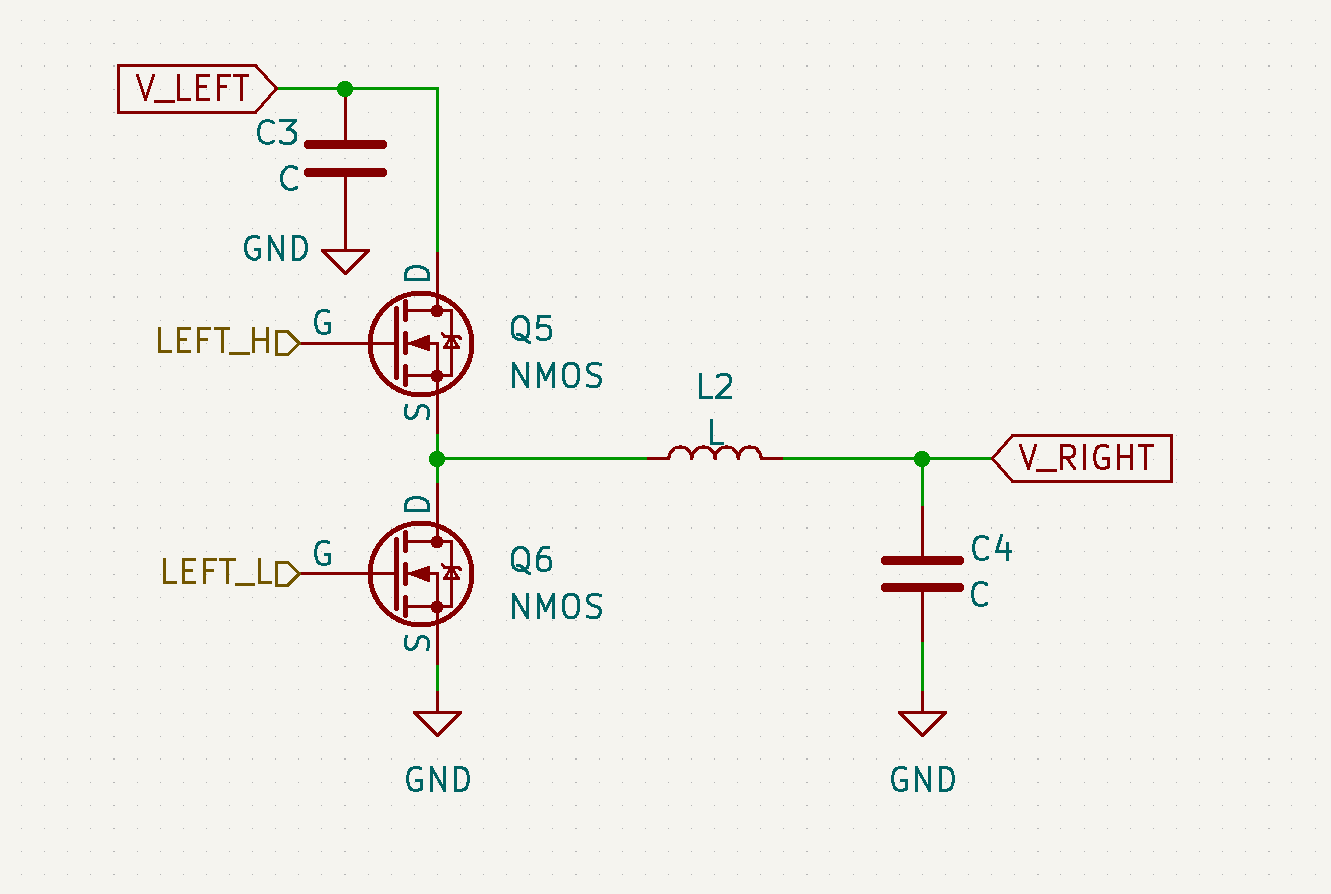 V_LEFT
C3
C
GND
D
G
LEFT_H
Q5
NMOS
S
L2
L
V_RIGHT
D
G
LEFT_L
Q6
NMOS
S
C4
C
GND
GND